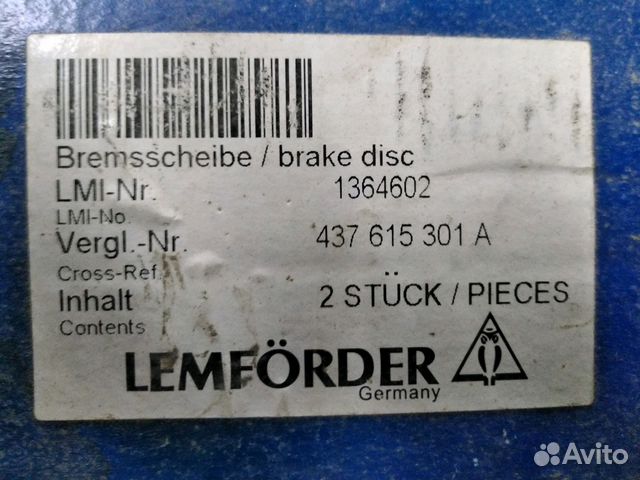 Bremsscheibe / brake disc
LMI-Nr. 1364602
LMI-No.
Vergl.-Nr. 437 615 301 A
Cross-Ref.
Inhalt 2 STÜCK / PIECES
Contents
LEMFÖRDER
Germany
Avito